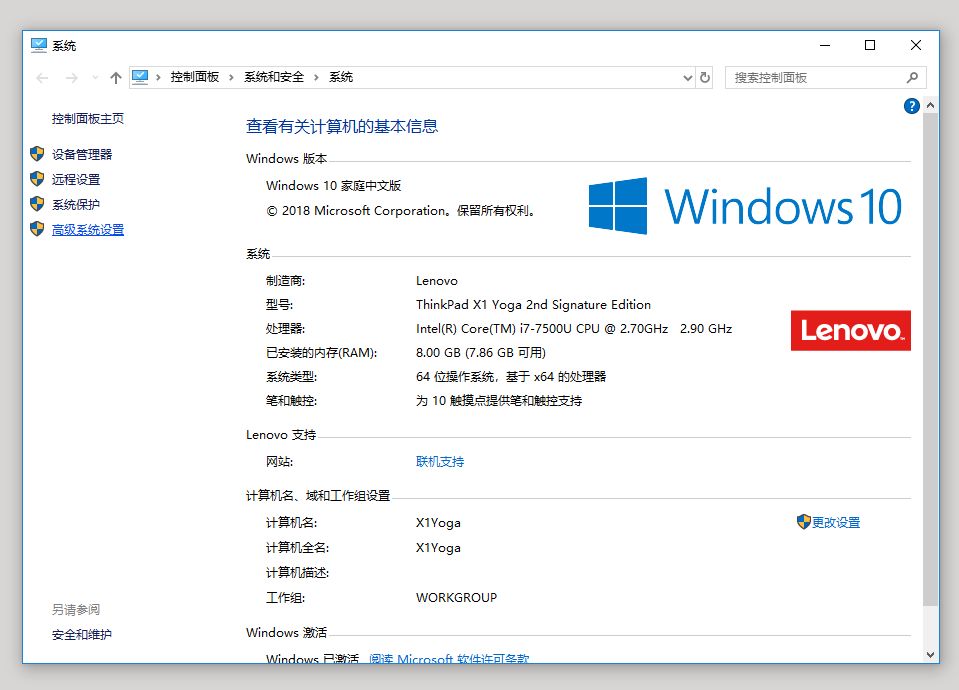 系统
控制面板 系统和安全 系统
搜索控制面板
控制面板主页
设备管理器
远程设置
系统保护
高级系统设置
另请参阅
安全和维护
?
查看有关计算机的基本信息
Windows 版本
Windows 10 家庭中文版
© 2018 Microsoft Corporation。保留所有权利。
Windows 10
系统
制造商: Lenovo
型号: ThinkPad X1 Yoga 2nd Signature Edition
处理器: Intel(R) Core(TM) i7-7500U CPU @ 2.70GHz 2.90 GHz
已安装的内存(RAM): 8.00 GB (7.86 GB 可用)
系统类型: 64 位操作系统，基于 x64 的处理器
笔和触控: 为 10 触摸点提供笔和触控支持
Lenovo™
Lenovo 支持
网站: 联机支持
计算机名、域和工作组设置
计算机名: X1Yoga 更改设置
计算机全名: X1Yoga
计算机描述:
工作组: WORKGROUP
Windows 激活
Windows 已激活 阅读 Microsoft 软件许可条款